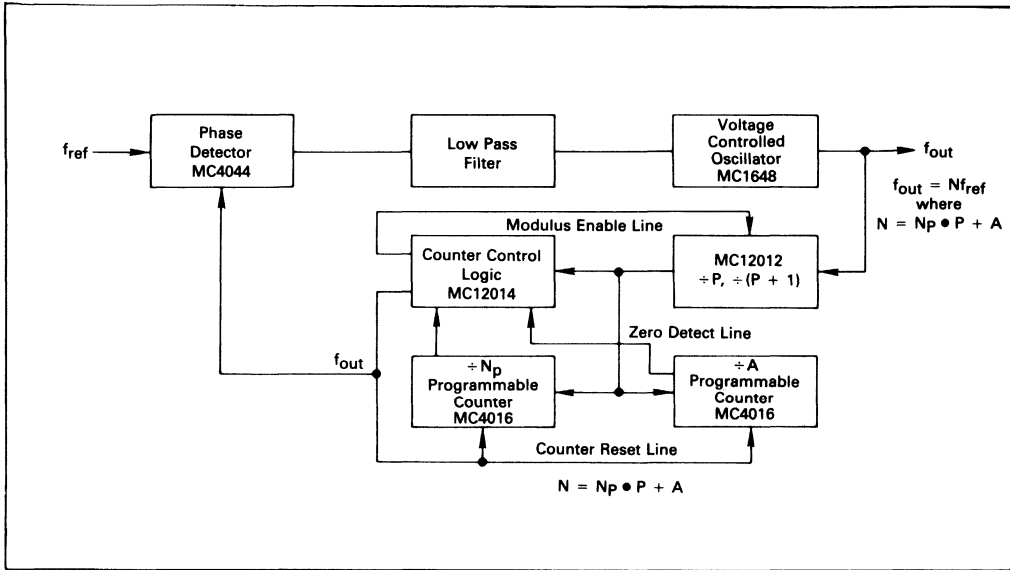 Phase
Detector
MC4044
fref
Low Pass
Filter
Voltage
Controlled
Oscillator
MC1648
fout
fout = Nfref
where
N = Np • P + A
Modulus Enable Line
Counter Control
Logic
MC12014
MC12012
÷P, ÷(P + 1)
Zero Detect Line
fout
÷Np
Programmable
Counter
MC4016
÷A
Programmable
Counter
MC4016
Counter Reset Line
N = Np • P + A